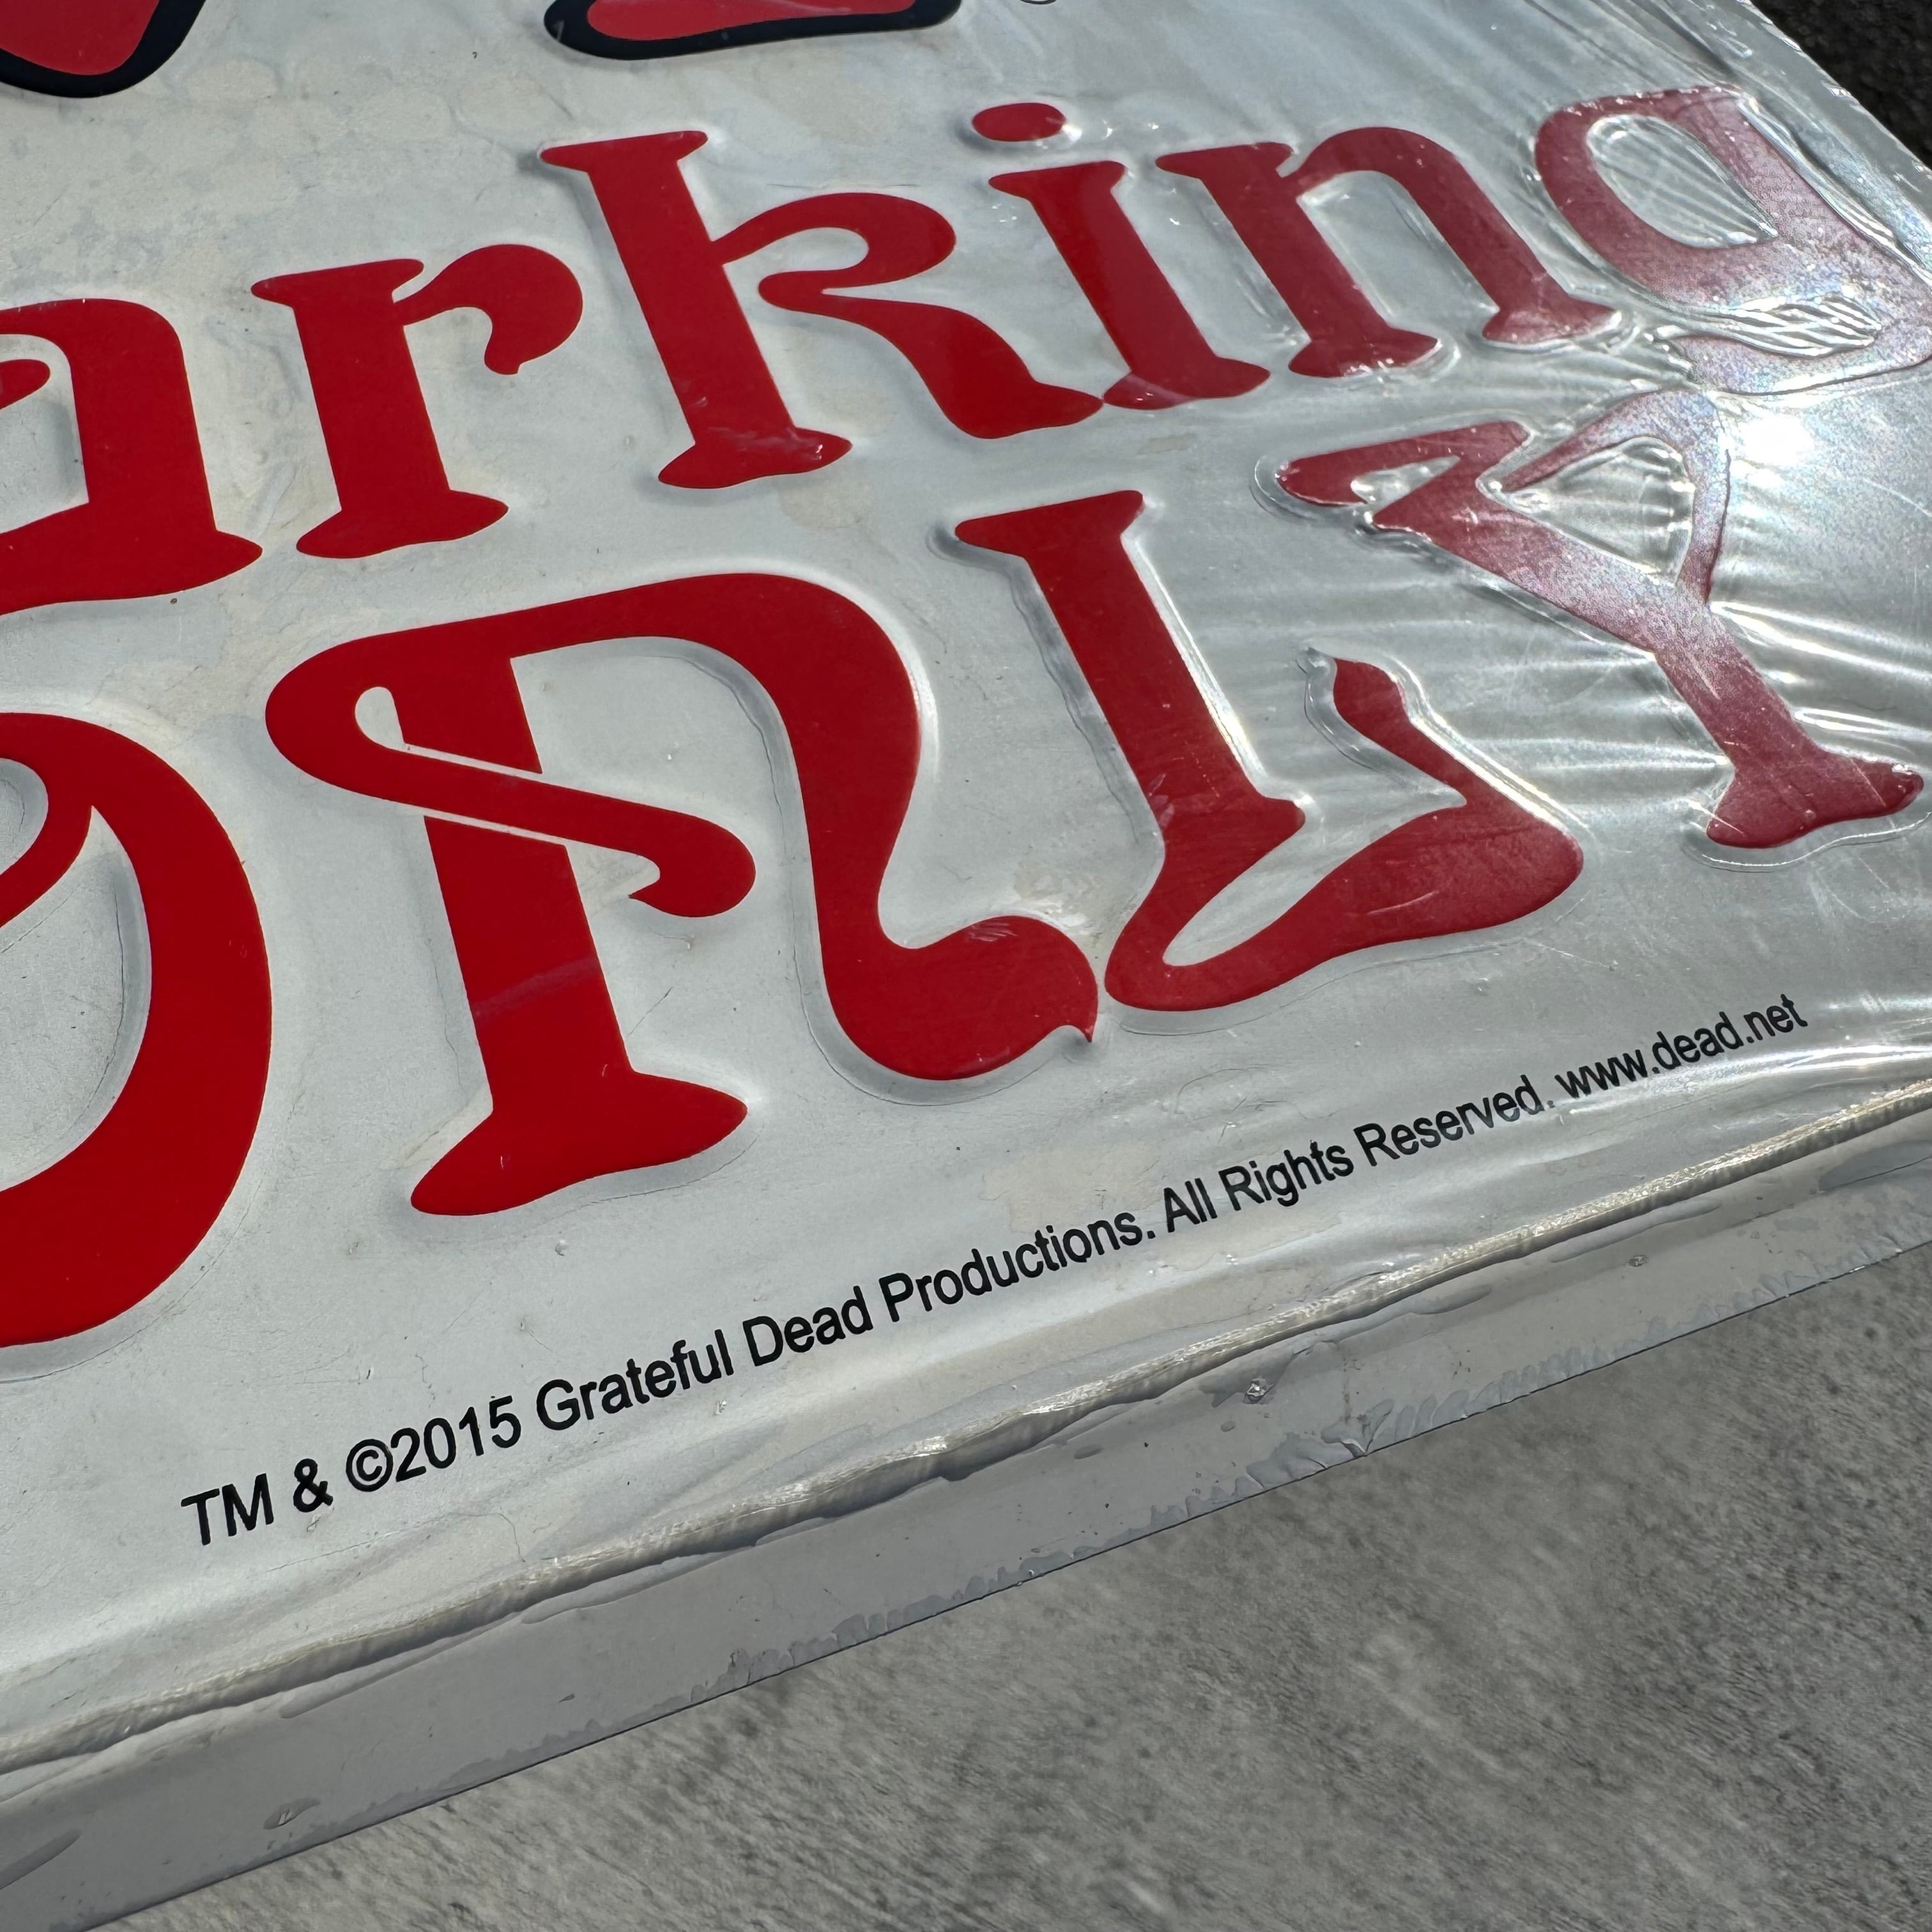 arking
ONLY
TM & ©2015 Grateful Dead Productions. All Rights Reserved. www.dead.net